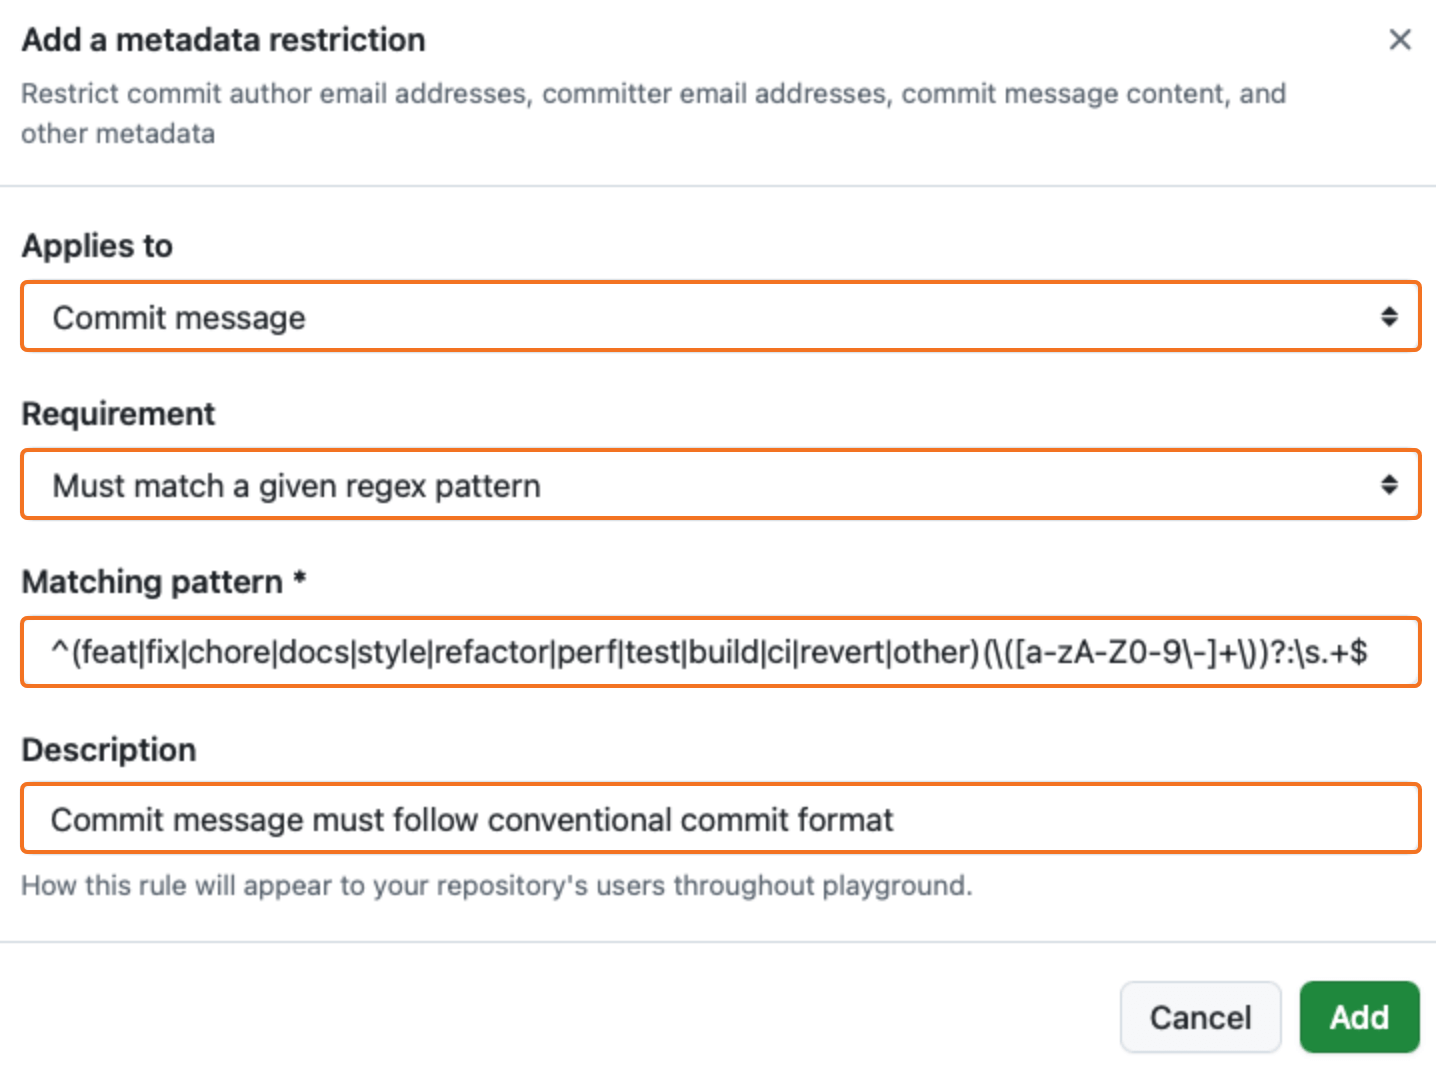 Add a metadata restriction
Restrict commit author email addresses, committer email addresses, commit message content, and
other metadata
Applies to
Commit message
Requirement
Must match a given regex pattern
Matching pattern *
^(feat|fix|chore|docs|style|refactor|perf|test|build|ci|revert|other)(\([a-zA-Z0-9\-]+\))?:\s.+$
Description
Commit message must follow conventional commit format
How this rule will appear to your repository's users throughout playground.
Cancel
Add